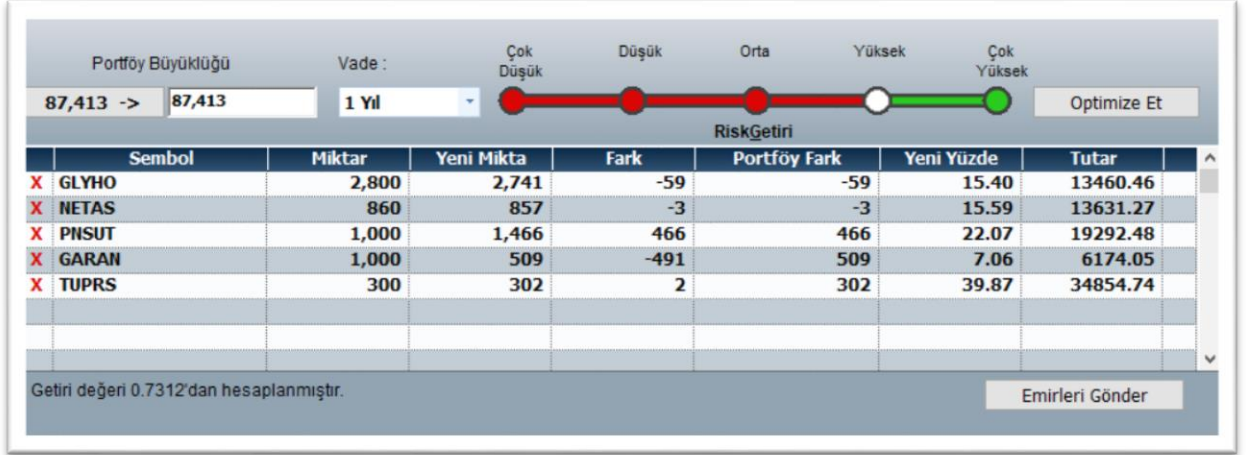 Portföy Büyüklüğü Vade :
Çok Düşük Düşük Orta Yüksek Çok Yüksek
87,413 -> 87,413 1 Yıl Optimize Et
RiskGetiri
Sembol Miktar Yeni Mikta Fark Portföy Fark Yeni Yüzde Tutar
X GLYHO 2,800 2,741 -59 -59 15.40 13460.46
X NETAS 860 857 -3 -3 15.59 13631.27
X PNSUT 1,000 1,466 466 466 22.07 19292.48
X GARAN 1,000 509 -491 509 7.06 6174.05
X TUPRS 300 302 2 302 39.87 34854.74
Getiri değeri 0.7312'dan hesaplanmıştır.
Emirleri Gönder